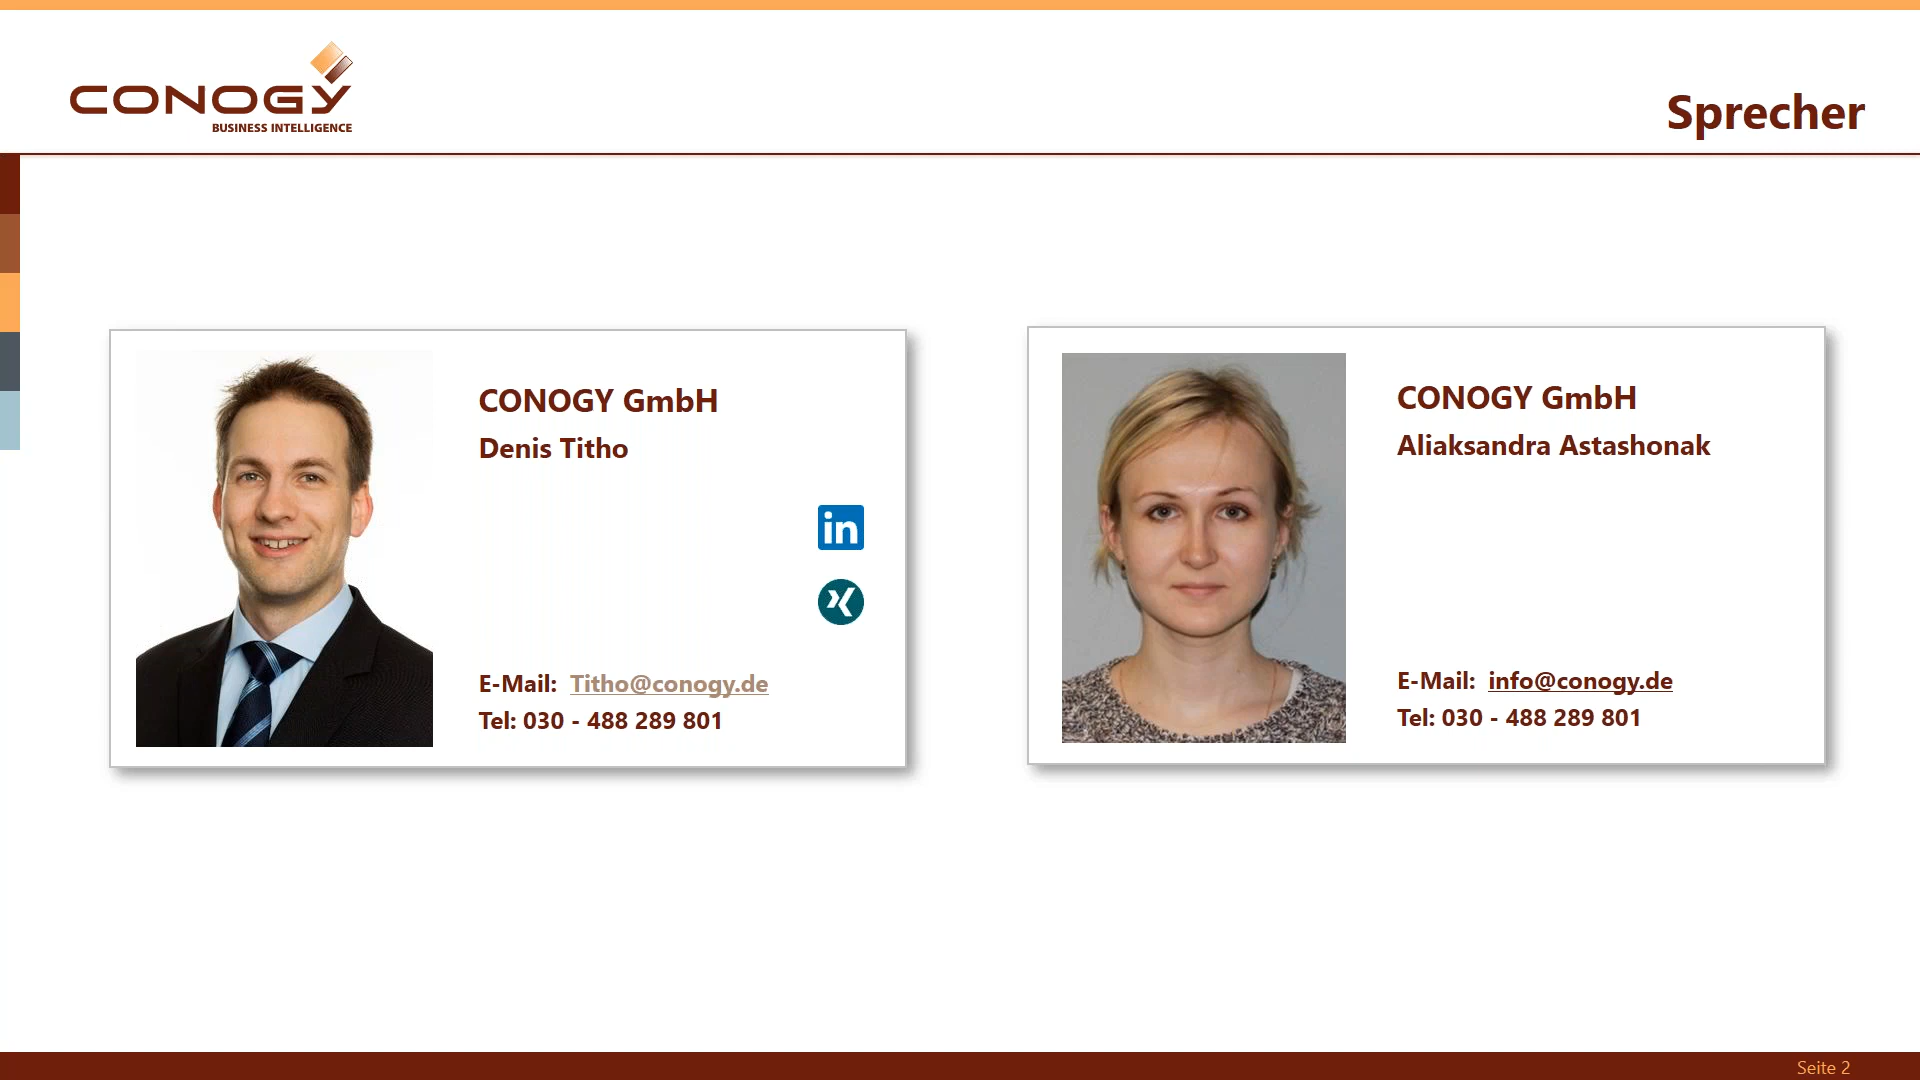 CONOGY
BUSINESS INTELLIGENCE
Sprecher
CONOGY GmbH
Denis Titho
in
E-Mail: Titho@conogy.de
Tel: 030 - 488 289 801
CONOGY GmbH
Aliaksandra Astashonak
E-Mail: info@conogy.de
Tel: 030 - 488 289 801
Seite 2